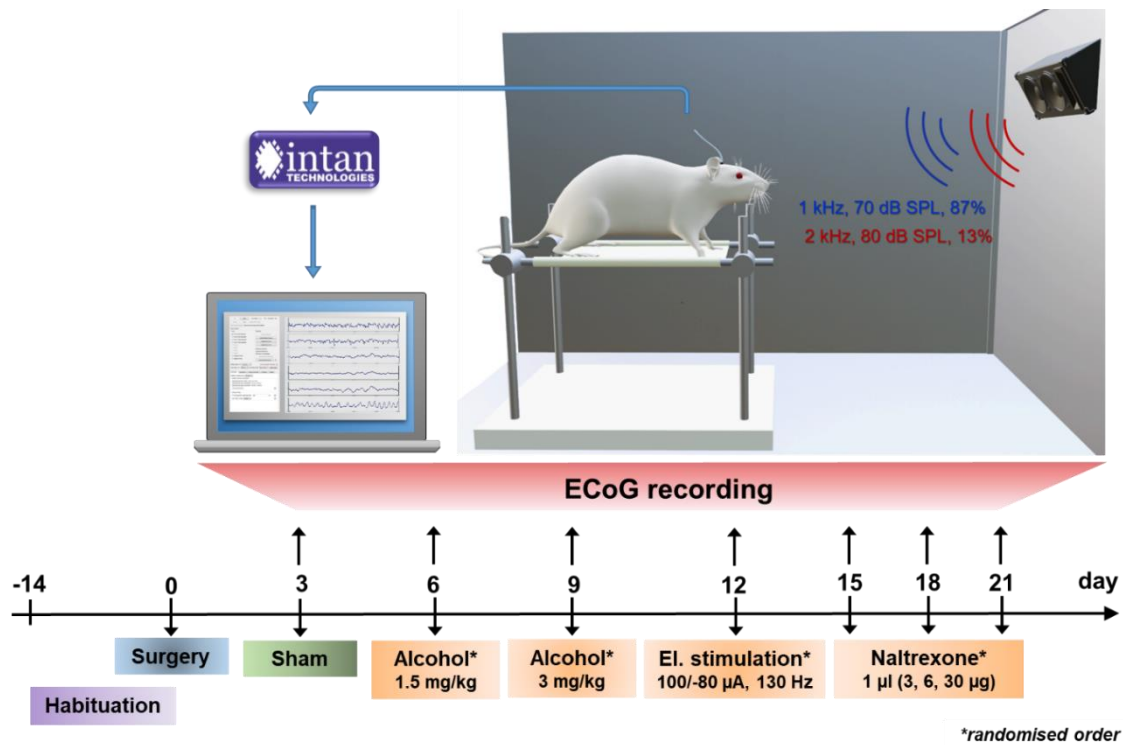 intan
TECHNOLOGIES
1 kHz, 70 dB SPL, 87%
2 kHz, 80 dB SPL, 13%
ECoG recording
-14 0 3 6 9 12 15 18 21 day
Surgery
Sham
Alcohol*
1.5 mg/kg
Alcohol*
3 mg/kg
El. stimulation*
100/-80 µA, 130 Hz
Naltrexone*
1 µl (3, 6, 30 µg)
Habituation
*randomised order